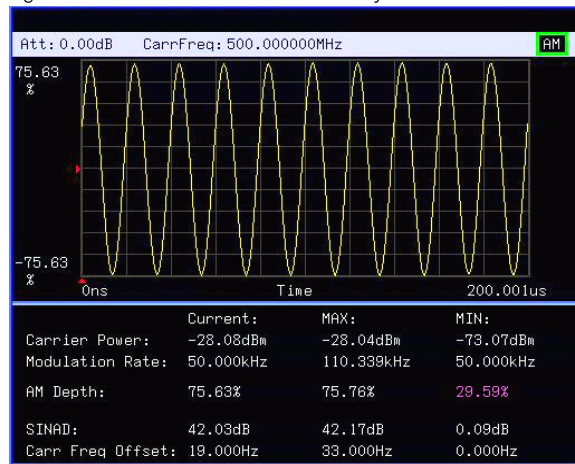 Att: 0.00dB CarrFreq: 500.000000MHz AM
75.63
%
-75.63
%
0ns Time 200.001us
Current: MAX: MIN:
Carrier Power: -28.08dBm -28.04dBm -73.07dBm
Modulation Rate: 50.000kHz 110.339kHz 50.000kHz
AM Depth: 75.63% 75.76% 29.59%
SINAD: 42.03dB 42.17dB 0.09dB
Carr Freq Offset: 19.000Hz 33.000Hz 0.000Hz